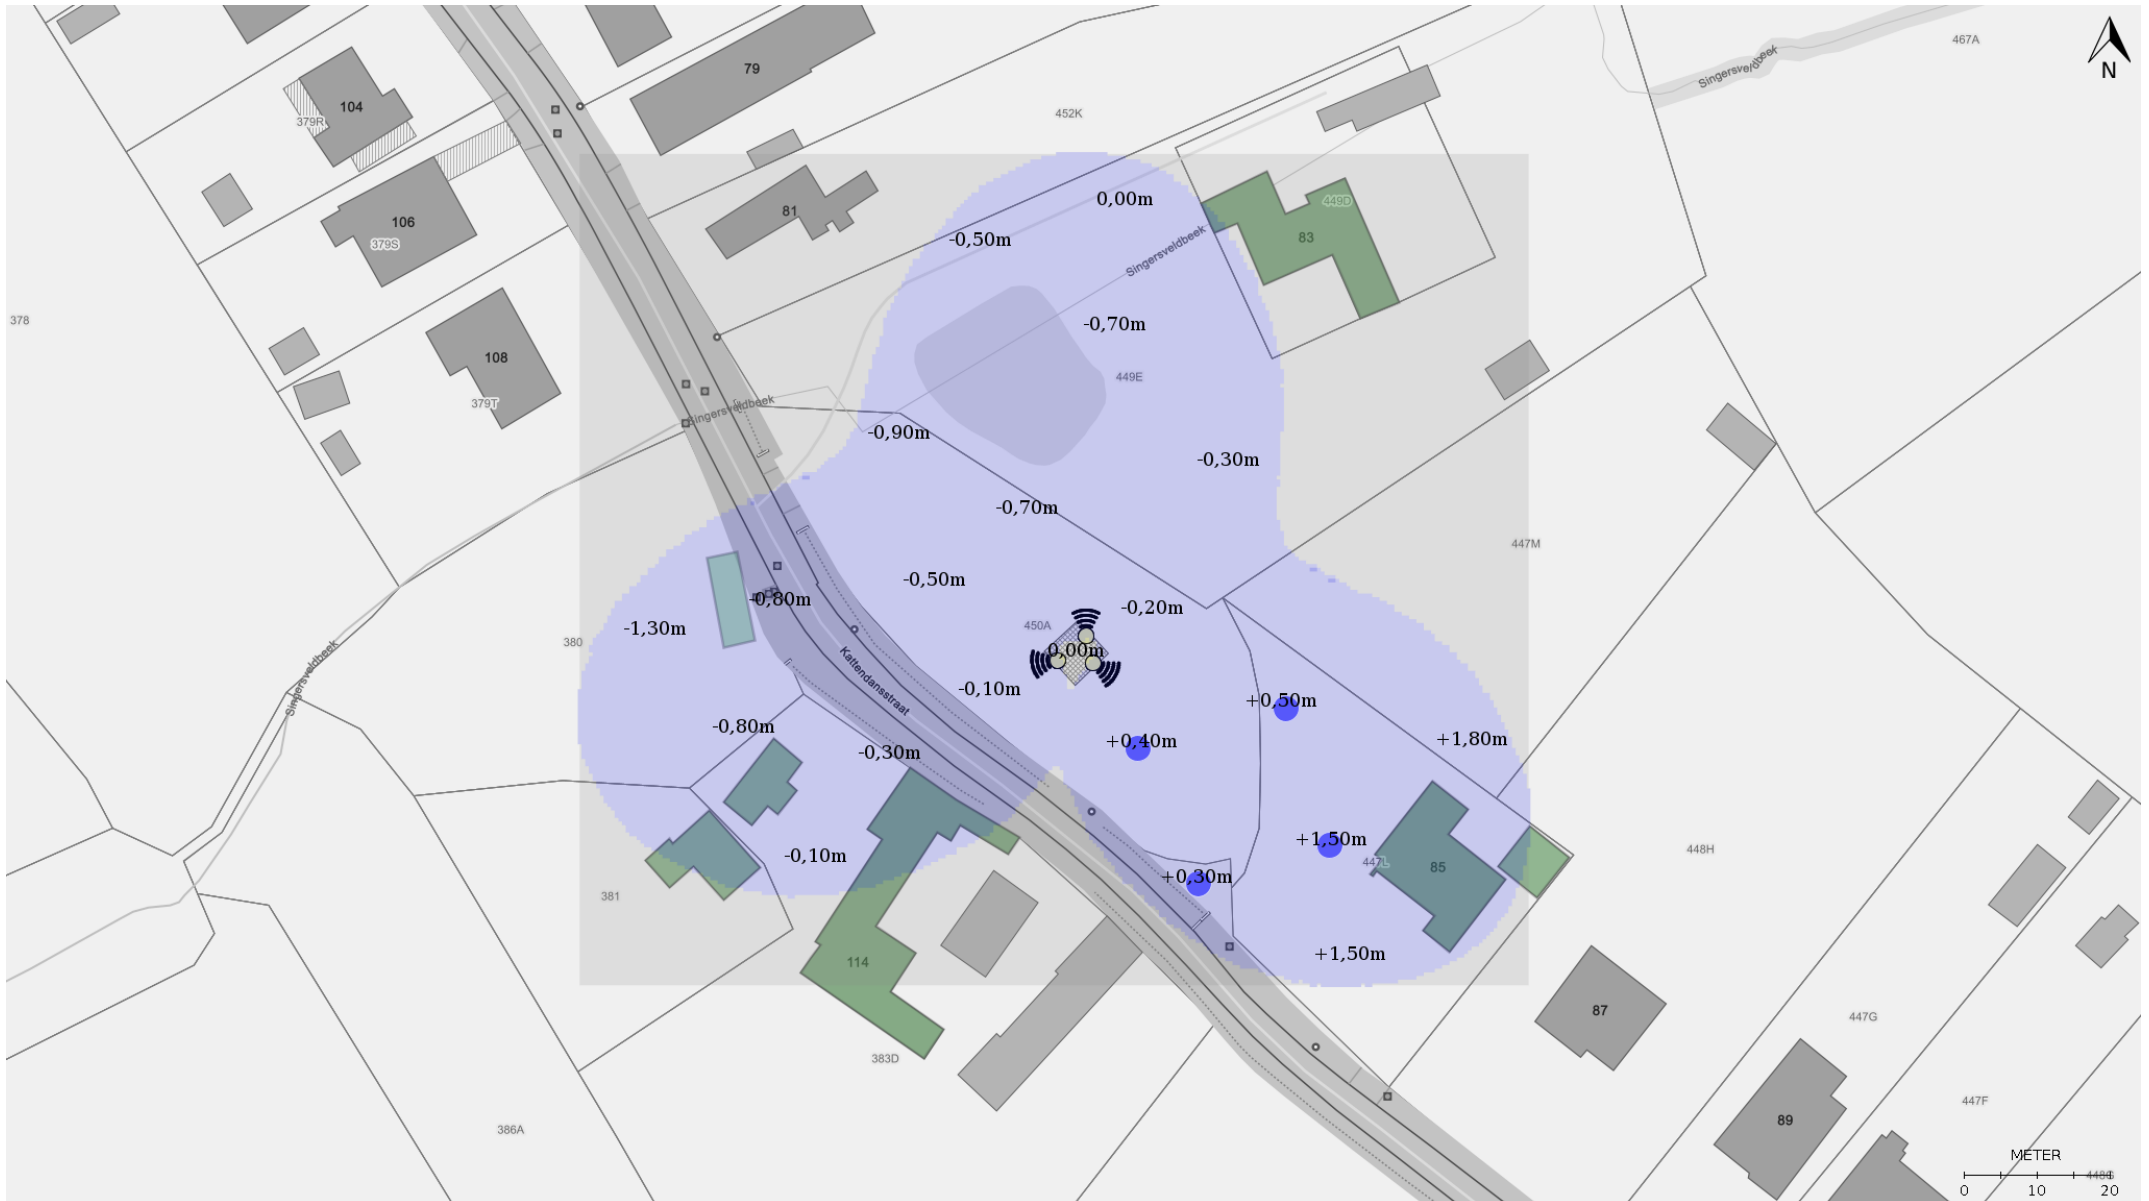 467A
Singersveldbeek
N
79
104
379R
452K
106
379S
81
0,00m
449D
83
-0,50m
Singersveldbeek
378
-0,70m
108
379T
449E
Singersveldbeek
-0,90m
-0,30m
-0,70m
447M
-0,50m
-0,80m
-0,20m
-1,30m
380
450A
0,00m
Singersveldbeek
Kattendansstraat
-0,10m
+0,50m
-0,80m
-0,30m
+0,40m
+1,80m
-0,10m
+1,50m
447L
85
448H
+0,30m
381
114
+1,50m
87
383D
447G
386A
89
447F
METER
448G
0
10
20